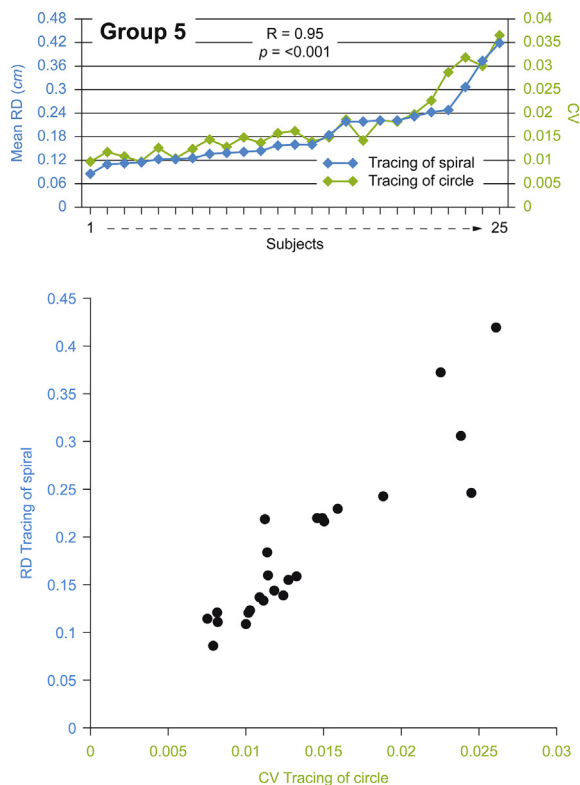 Group 5
R = 0.95
p = <0.001
Mean RD (cm)
0.48
0.42
0.36
0.30
0.24
0.18
0.12
0.06
0
CV
0.04
0.035
0.03
0.025
0.02
0.015
0.01
0.005
0
Tracing of spiral
Tracing of circle
1
25
Subjects
RD Tracing of spiral
0.45
0.4
0.35
0.3
0.25
0.2
0.15
0.1
0.05
0
0 0.005 0.01 0.015 0.02 0.025 0.03
CV Tracing of circle